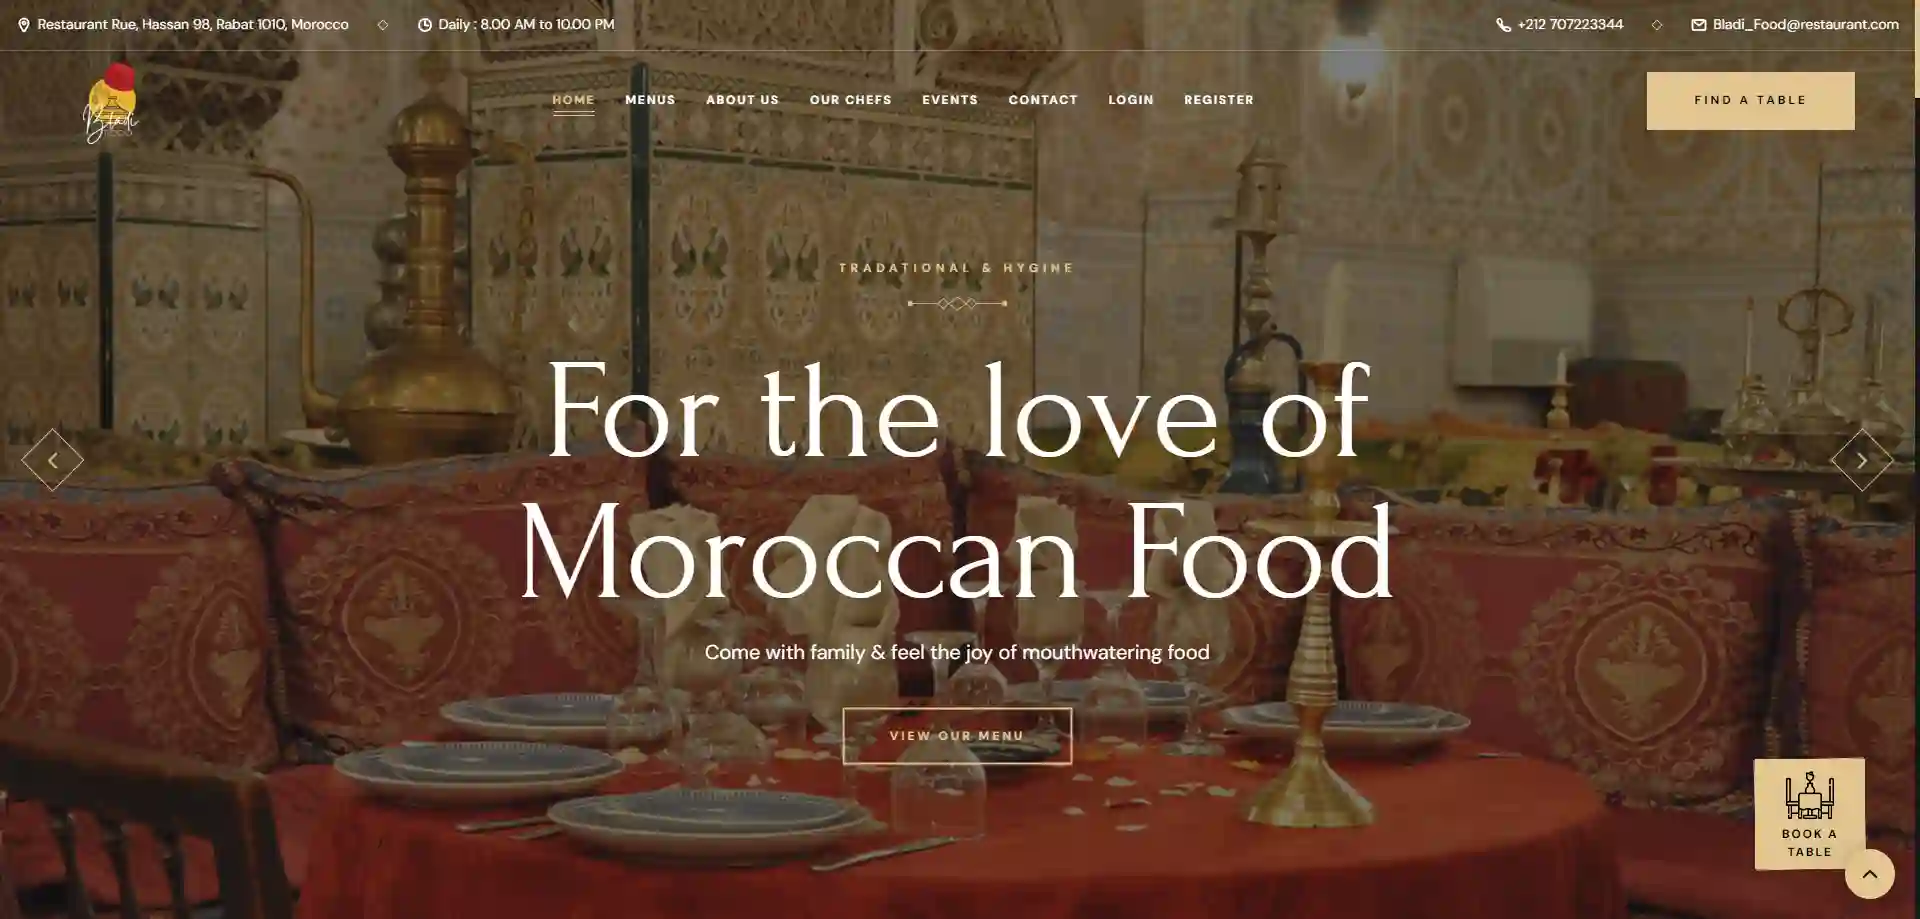 Restaurant Rue, Hassan 98, Rabat 1010, Morocco
Daily : 8.00 AM to 10.00 PM
+212 707223344
Bladi_Food@restaurant.com
Bladi
FOOD
HOME
MENUS
ABOUT US
OUR CHEFS
EVENTS
CONTACT
LOGIN
REGISTER
FIND A TABLE
TRADATIONAL & HYGINE
For the love of
Moroccan Food
Come with family & feel the joy of mouthwatering food
VIEW OUR MENU
BOOK A
TABLE